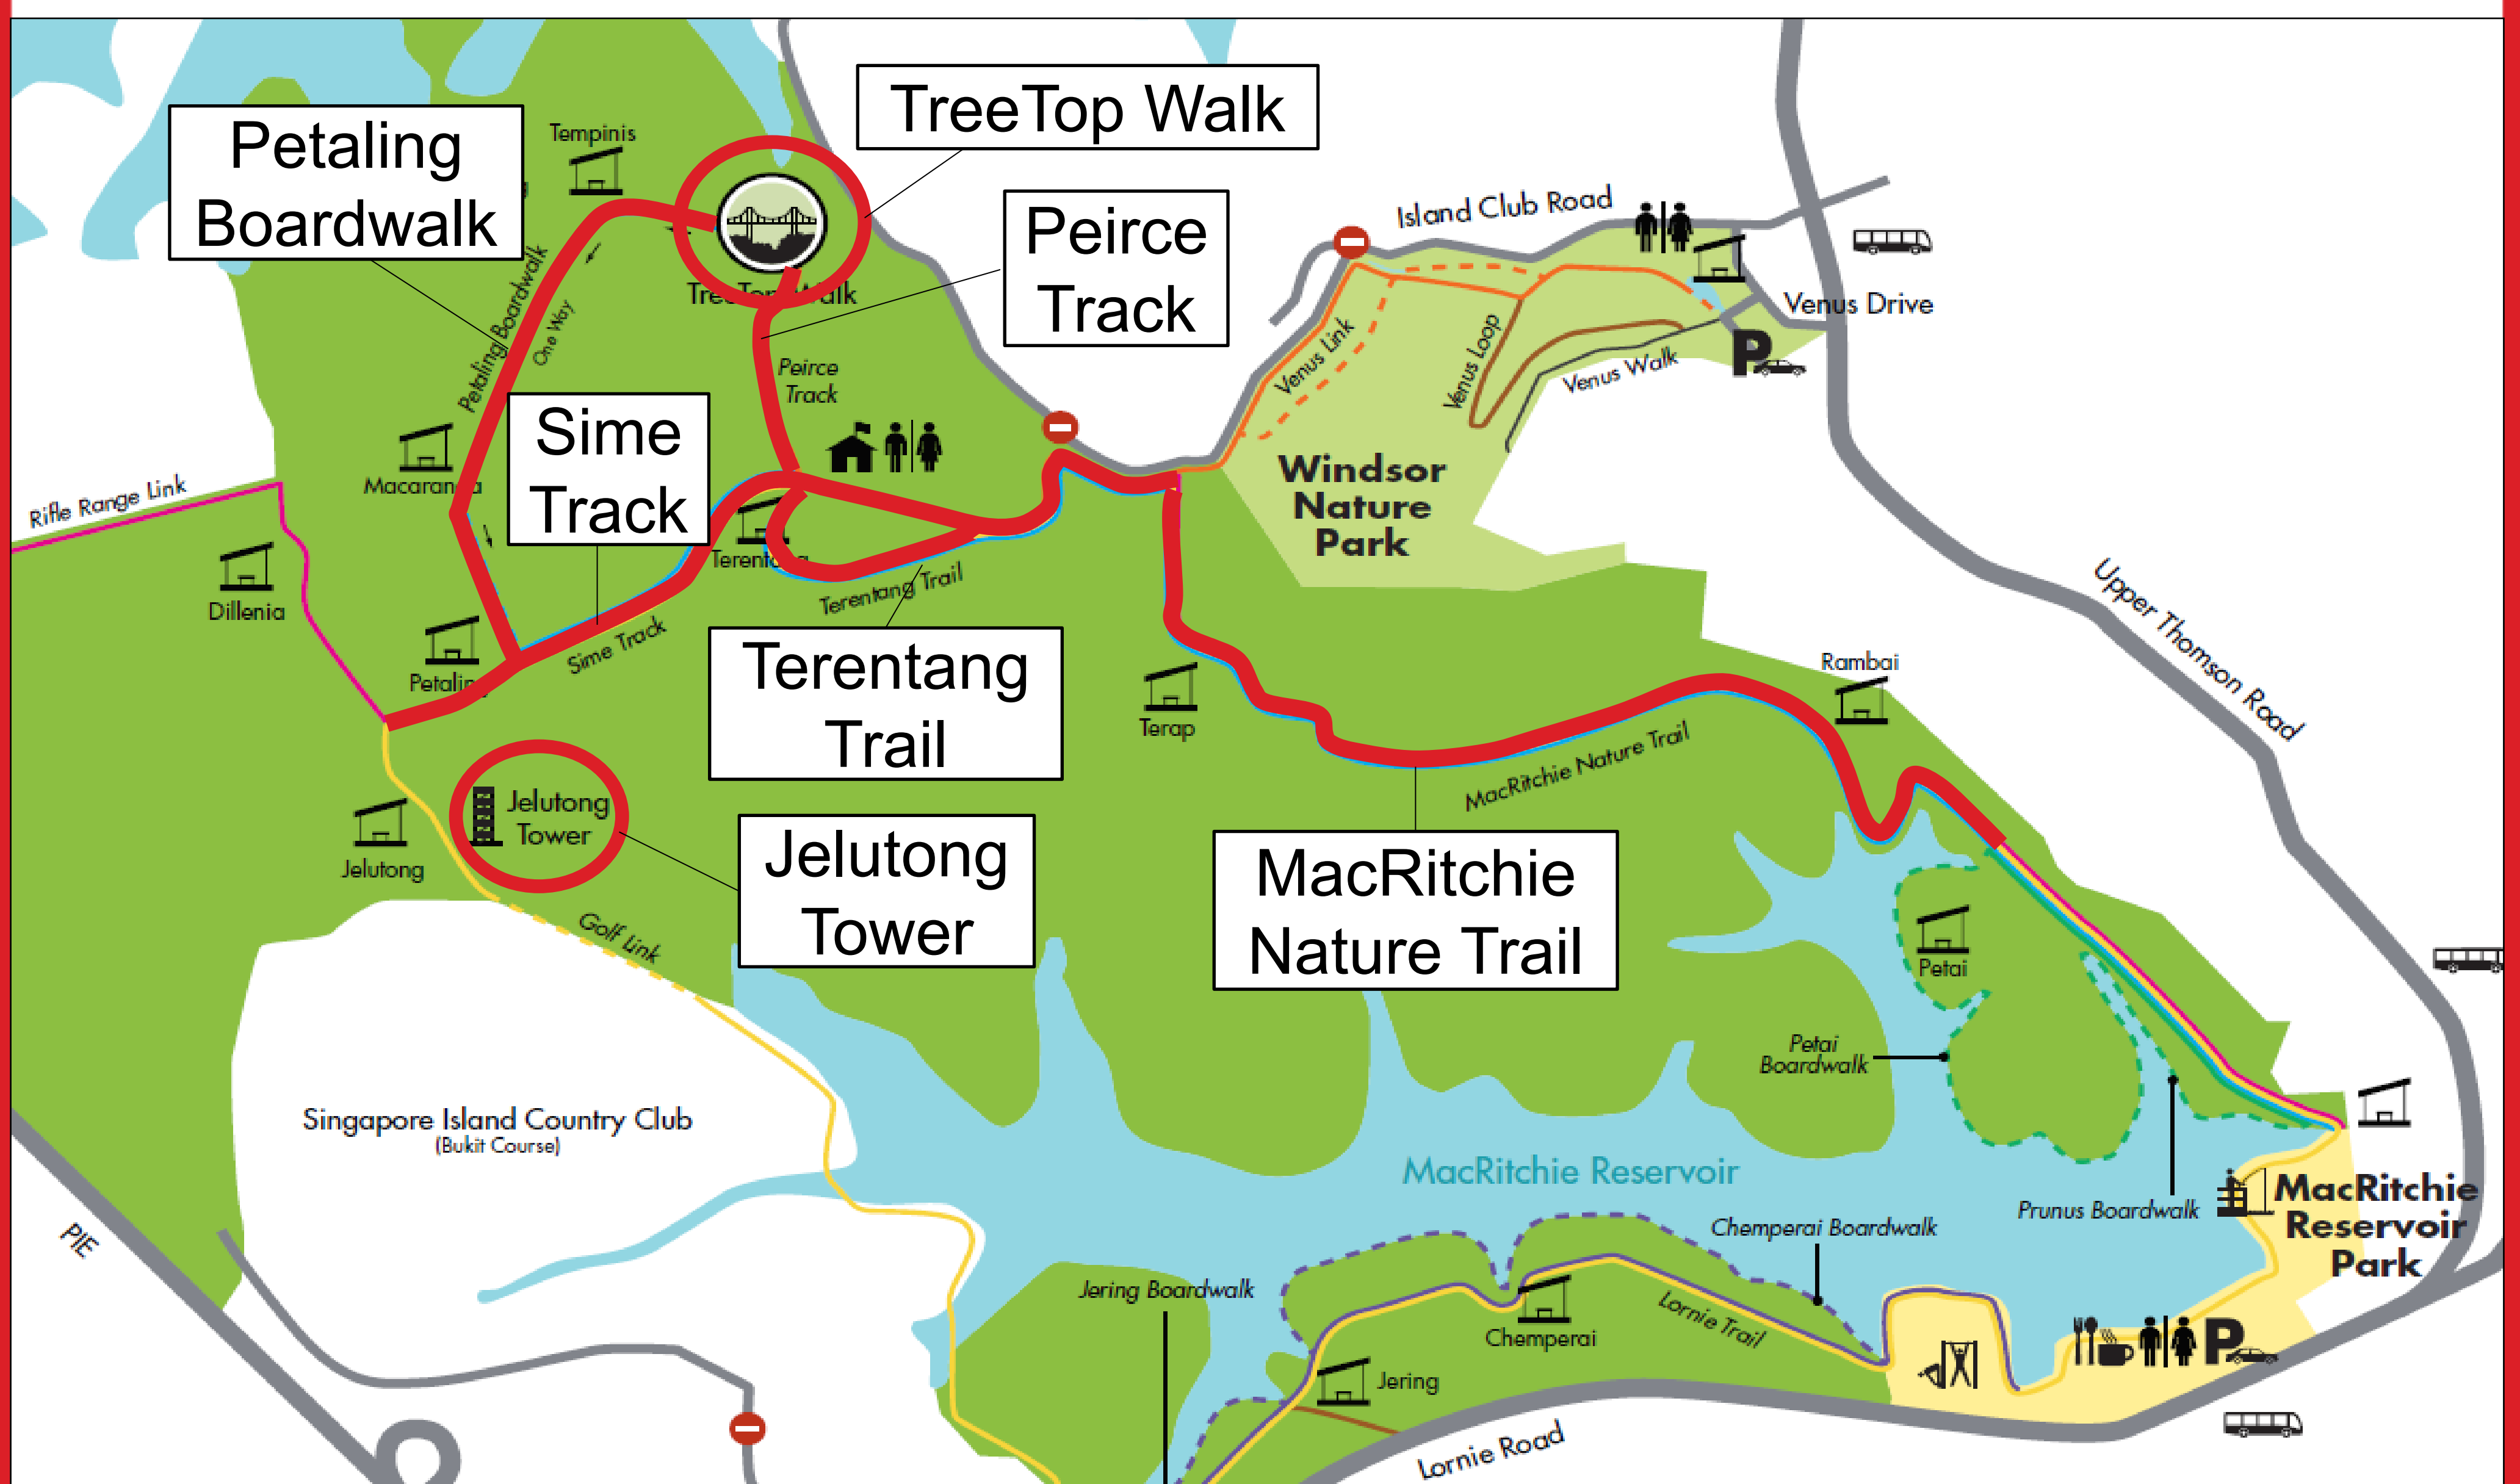 TreeTop Walk
Petaling
Boardwalk
Tempinis
Peirce
Track
Island Club Road
Venus Drive
TreeTop Walk
Petaling Boardwalk
One Way
Peirce
Track
Venus Link
Venus Loop
Venus Walk
P
Sime
Track
Macaranga
Rifle Range Link
Windsor
Nature
Park
Terentang
Terentang Trail
Dillenia
Upper Thomson Road
Sime Track
Petaling
Terentang
Trail
Rambai
Terap
MacRitchie Nature Trail
Jelutong
Tower
Jelutong
Jelutong
Tower
MacRitchie
Nature Trail
Golf Link
Petai
Petai
Boardwalk
Singapore Island Country Club
(Bukit Course)
MacRitchie Reservoir
Prunus Boardwalk
MacRitchie
Reservoir
Park
PIE
Chemperai Boardwalk
Jering Boardwalk
Lornie Trail
Chemperai
P
Jering
Lornie Road